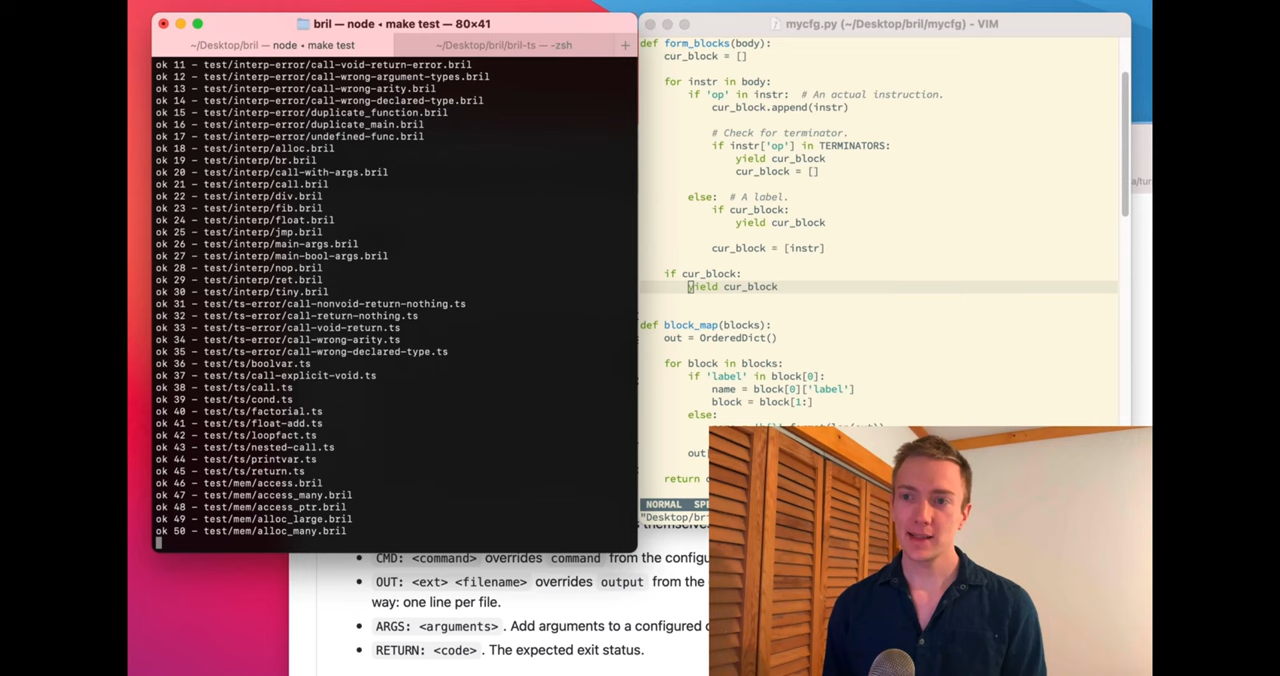 bril — node ◂ make test — 80×41
~/Desktop/bril — node ◂ make test
~/Desktop/bril/bril-ts — -zsh
+
ok 11 - test/interp-error/call-void-return-error.bril
ok 12 - test/interp-error/call-wrong-argument-types.bril
ok 13 - test/interp-error/call-wrong-arity.bril
ok 14 - test/interp-error/call-wrong-declared-type.bril
ok 15 - test/interp-error/duplicate_function.bril
ok 16 - test/interp-error/duplicate_main.bril
ok 17 - test/interp-error/undefined-func.bril
ok 18 - test/interp/alloc.bril
ok 19 - test/interp/br.bril
ok 20 - test/interp/call-with-args.bril
ok 21 - test/interp/call.bril
ok 22 - test/interp/div.bril
ok 23 - test/interp/fib.bril
ok 24 - test/interp/float.bril
ok 25 - test/interp/jmp.bril
ok 26 - test/interp/main-args.bril
ok 27 - test/interp/main-bool-args.bril
ok 28 - test/interp/nop.bril
ok 29 - test/interp/ret.bril
ok 30 - test/interp/tiny.bril
ok 31 - test/ts-error/call-nonvoid-return-nothing.ts
ok 32 - test/ts-error/call-return-nothing.ts
ok 33 - test/ts-error/call-void-return.ts
ok 34 - test/ts-error/call-wrong-arity.ts
ok 35 - test/ts-error/call-wrong-declared-type.ts
ok 36 - test/ts/boolvar.ts
ok 37 - test/ts/call-explicit-void.ts
ok 38 - test/ts/call.ts
ok 39 - test/ts/cond.ts
ok 40 - test/ts/factorial.ts
ok 41 - test/ts/float-add.ts
ok 42 - test/ts/loopfact.ts
ok 43 - test/ts/nested-call.ts
ok 44 - test/ts/printvar.ts
ok 45 - test/ts/return.ts
ok 46 - test/mem/access.bril
ok 47 - test/mem/access_many.bril
ok 48 - test/mem/access_ptr.bril
ok 49 - test/mem/alloc_large.bril
ok 50 - test/mem/alloc_many.bril
mycfg.py (~/Desktop/bril/mycfg) - VIM
def form_blocks(body):
cur_block = []
for instr in body:
if 'op' in instr: # An actual instruction.
cur_block.append(instr)
# Check for terminator.
if instr['op'] in TERMINATORS:
yield cur_block
cur_block = []
else: # A label.
if cur_block:
yield cur_block
cur_block = [instr]
if cur_block:
yield cur_block
def block_map(blocks):
out = OrderedDict()
for block in blocks:
if 'label' in block[0]:
name = block[0]['label']
block = block[1:]
else:
out
return
NORMAL
"Desktop/br
• CMD: <command> overrides command from the configu
• OUT: <ext> <filename> overrides output from the
way: one line per file.
• ARGS: <arguments>. Add arguments to a configured
• RETURN: <code>. The expected exit status.